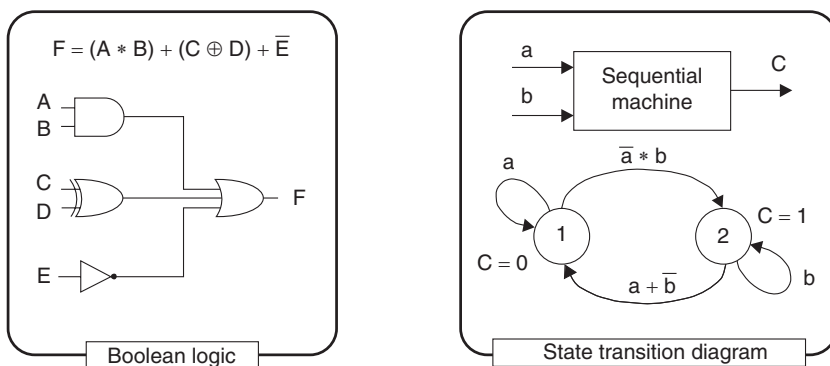 F = (A * B) + (C ⊕ D) + E̅
A
B
C
D
E
F
Boolean logic
a
b
Sequential
machine
C
a
a̅ * b
1
2
C = 1
C = 0
a + b̅
b
State transition diagram